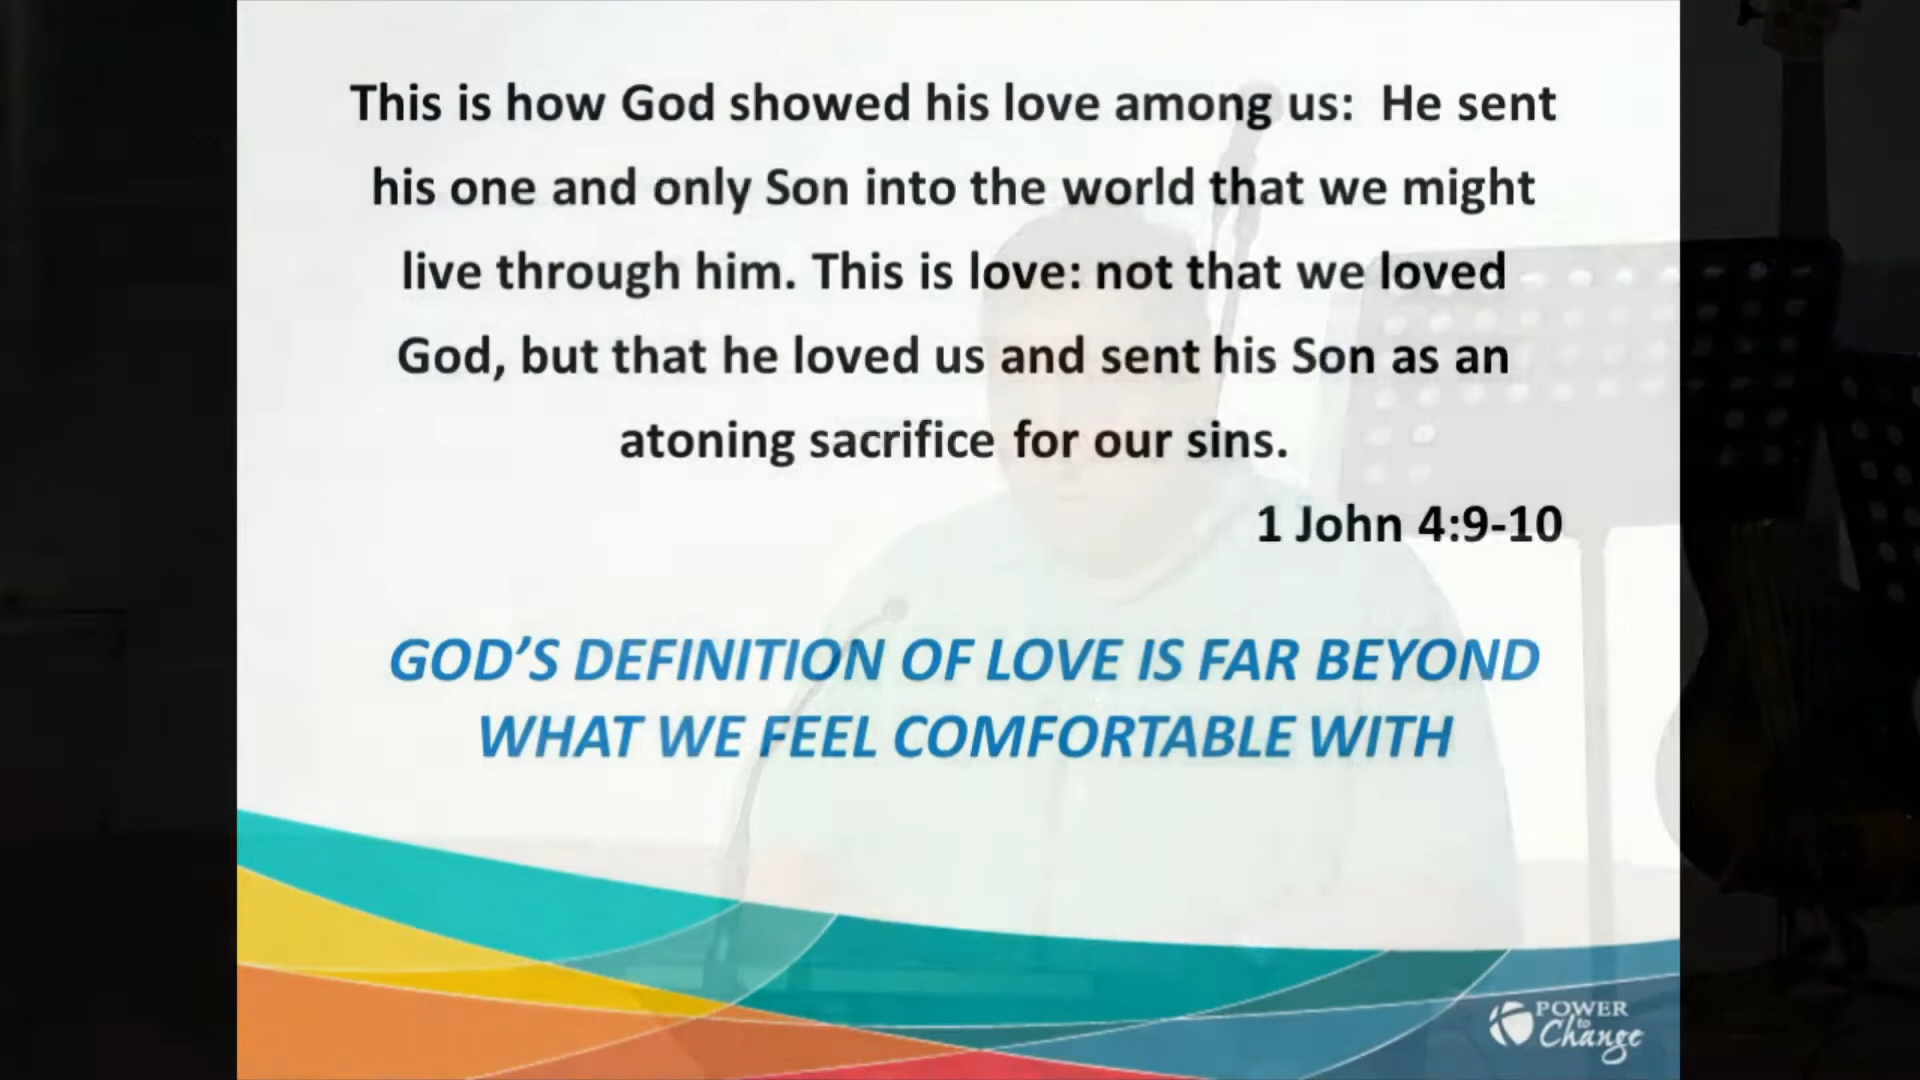 This is how God showed his love among us:  He sent
his one and only Son into the world that we might
live through him. This is love: not that we loved
God, but that he loved us and sent his Son as an
atoning sacrifice for our sins.
1 John 4:9-10
GOD’S DEFINITION OF LOVE IS FAR BEYOND
WHAT WE FEEL COMFORTABLE WITH
POWER
to
Change